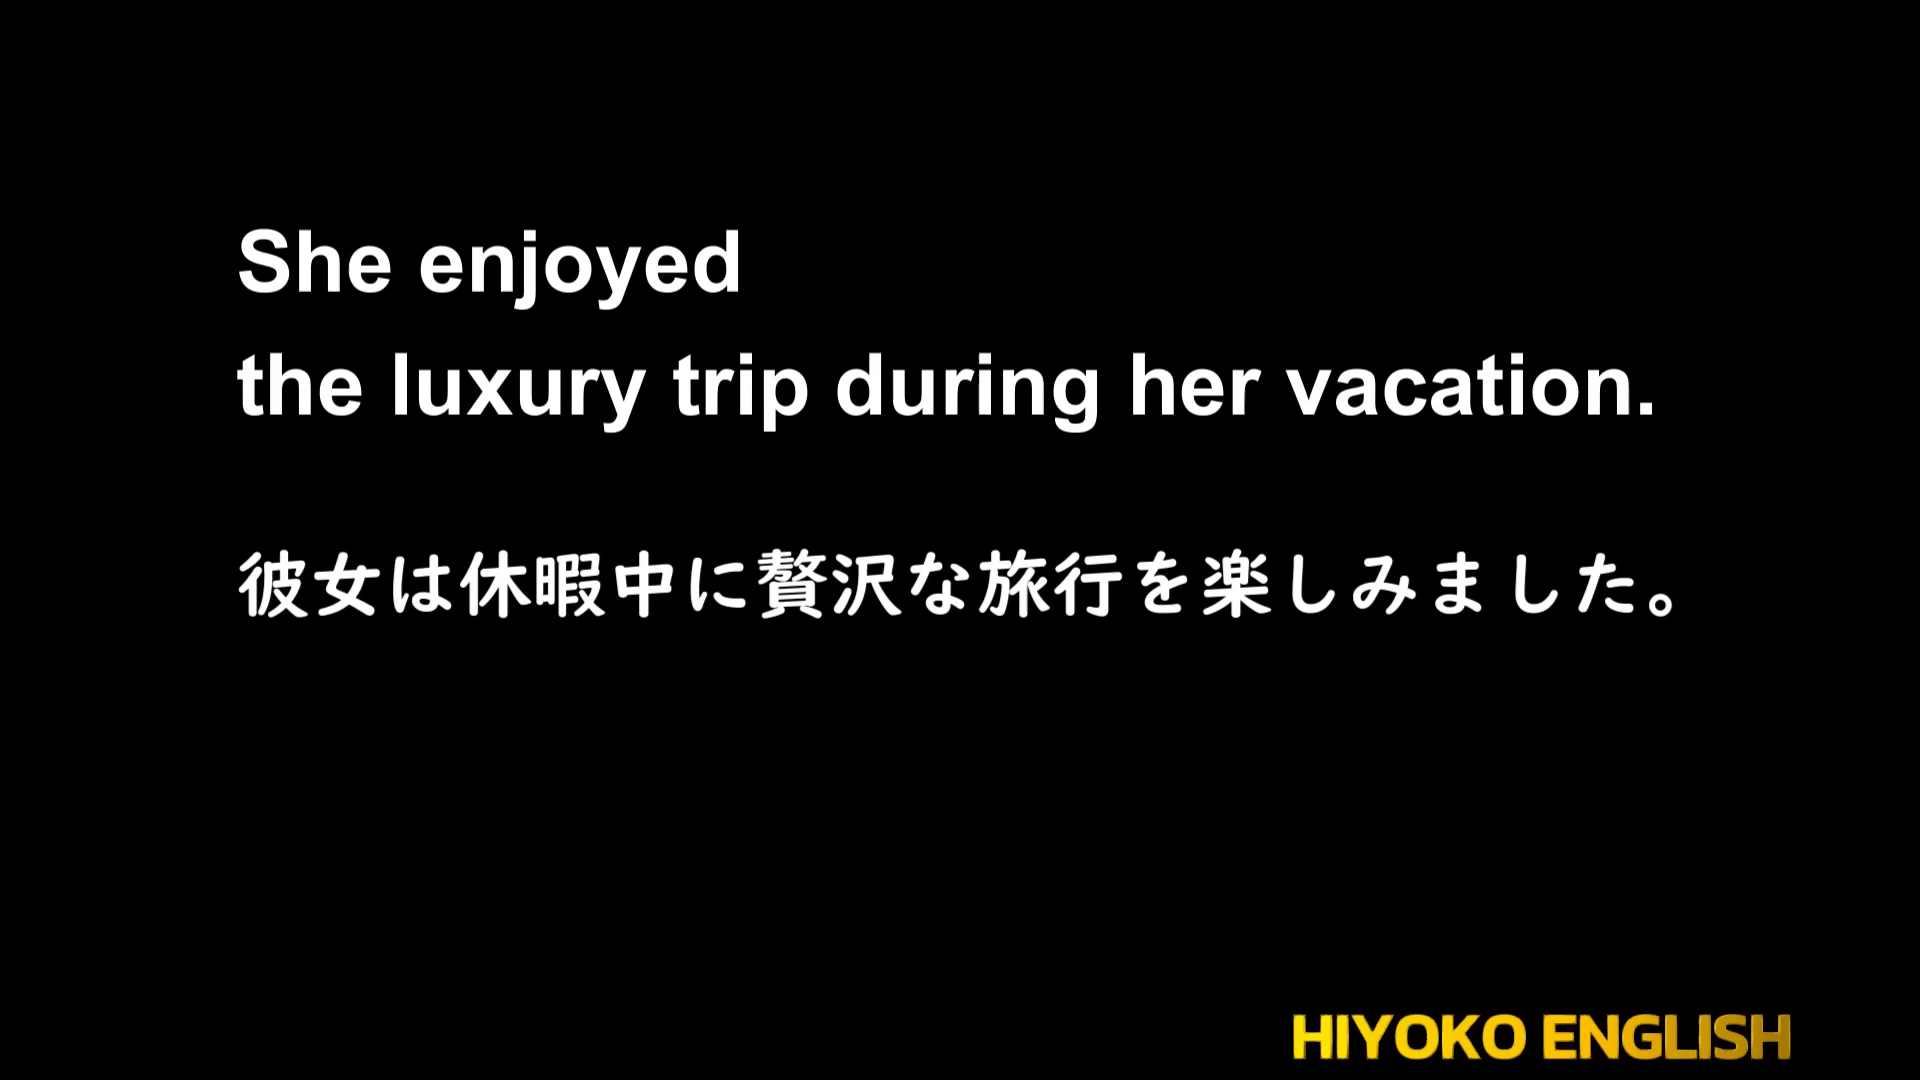 She enjoyed
the luxury trip during her vacation.
彼女は休暇中に贅沢な旅行を楽しみました。
HIYOKO ENGLISH